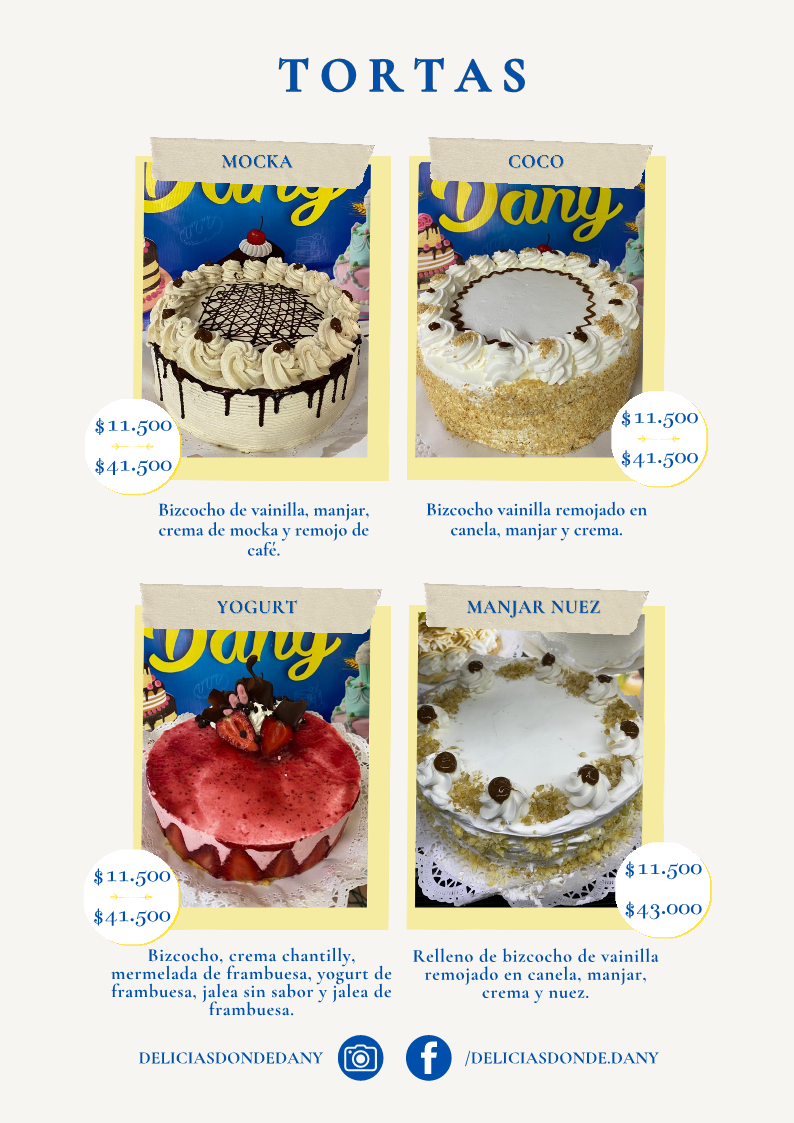 TORTAS
MOCKA
Dany
$11.500
$41.500
Bizcocho de vainilla, manjar,
crema de mocka y remojo de
café.
COCO
Dany
$11.500
$41.500
Bizcocho vainilla remojado en
canela, manjar y crema.
YOGURT
Dany
$11.500
$41.500
Bizcocho, crema chantilly,
mermelada de frambuesa, yogurt de
frambuesa, jalea sin sabor y jalea de
frambuesa.
MANJAR NUEZ
$11.500
$43.000
Relleno de bizcocho de vainilla
remojado en canela, manjar,
crema y nuez.
DELICIASDONDEDANY
/DELICIASDONDE.DANY